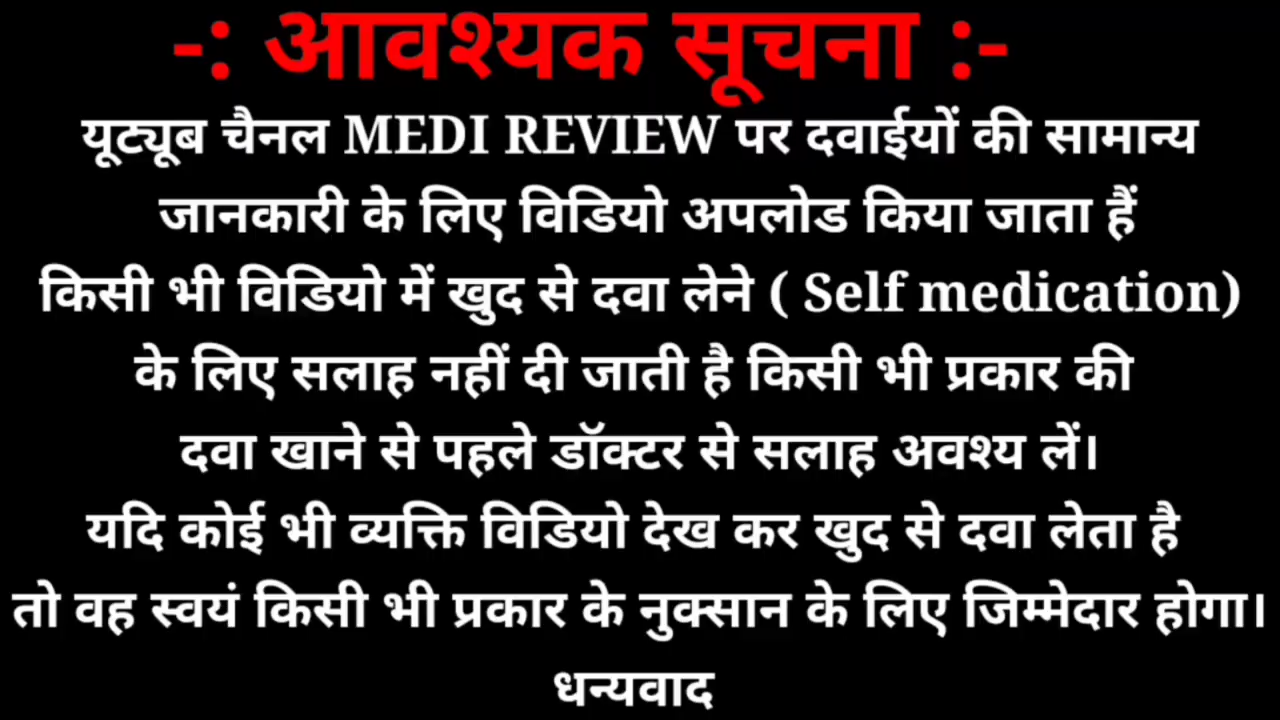 -: आवश्यक सूचना :-
यूट्यूब चैनल MEDI REVIEW पर दवाईयों की सामान्य
जानकारी के लिए विडियो अपलोड किया जाता हैं
किसी भी विडियो में खुद से दवा लेने ( Self medication)
के लिए सलाह नहीं दी जाती है किसी भी प्रकार की
दवा खाने से पहले डॉक्टर से सलाह अवश्य लें।
यदि कोई भी व्यक्ति विडियो देख कर खुद से दवा लेता है
तो वह स्वयं किसी भी प्रकार के नुक्सान के लिए जिम्मेदार होगा।
धन्यवाद